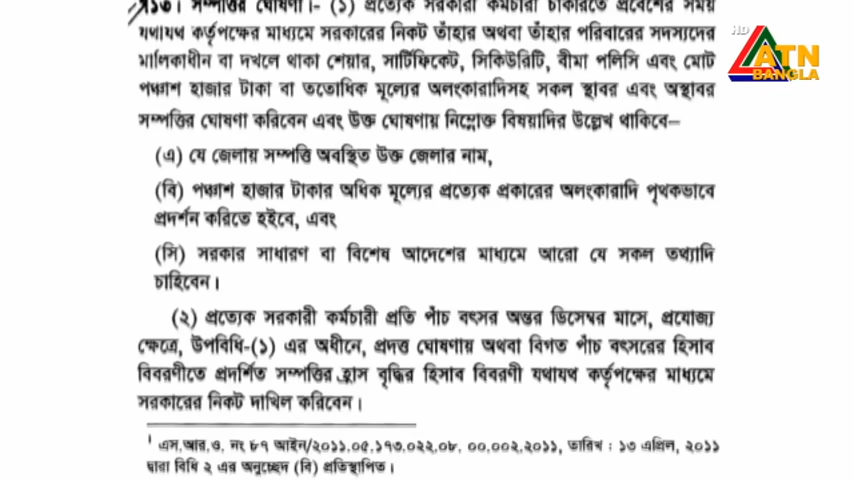 ১৩। সম্পত্তির ঘোষণা।- (১) প্রত্যেক সরকারী কর্মচারী চাকরিতে প্রবেশের সময়
যথাযথ কর্তৃপক্ষের মাধ্যমে সরকারের নিকট তাঁহার অথবা তাঁহার পরিবারের সদস্যদের
মালিকাধীন বা দখলে থাকা শেয়ার, সার্টিফিকেট, সিকিউরিটি, বীমা পলিসি এবং মোট
পঞ্চাশ হাজার টাকা বা ততোধিক মূল্যের অলংকারাদিসহ সকল স্থাবর এবং অস্থাবর
সম্পত্তির ঘোষণা করিবেন এবং উক্ত ঘোষণায় নিম্নোক্ত বিষয়াদির উল্লেখ থাকিবে–
(এ) যে জেলায় সম্পত্তি অবস্থিত উক্ত জেলার নাম,
(বি) পঞ্চাশ হাজার টাকার অধিক মূল্যের প্রত্যেক প্রকারের অলংকারাদি পৃথকভাবে
প্রদর্শন করিতে হইবে, এবং
(সি) সরকার সাধারণ বা বিশেষ আদেশের মাধ্যমে আরো যে সকল তথ্যাদি
চাহিবেন।
(২) প্রত্যেক সরকারী কর্মচারী প্রতি পাঁচ বৎসর অন্তর ডিসেম্বর মাসে, প্রযোজ্য
ক্ষেত্রে, উপবিধি-(১) এর অধীনে, প্রদত্ত ঘোষণায় অথবা বিগত পাঁচ বৎসরের হিসাব
বিবরণীতে প্রদর্শিত সম্পত্তির হ্রাস বৃদ্ধির হিসাব বিবরণী যথাযথ কর্তৃপক্ষের মাধ্যমে
সরকারের নিকট দাখিল করিবেন।
¹ এস.আর.ও. নং ৮৭ আইন/২০১১.০৫.১৭৩.০২২.০৮. ০০.০০২.২০১১, তারিখ : ১৩ এপ্রিল, ২০১১
দ্বারা বিধি ২ এর অনুচ্ছেদ (বি) প্রতিস্থাপিত।
HD
ATN
BANGLA